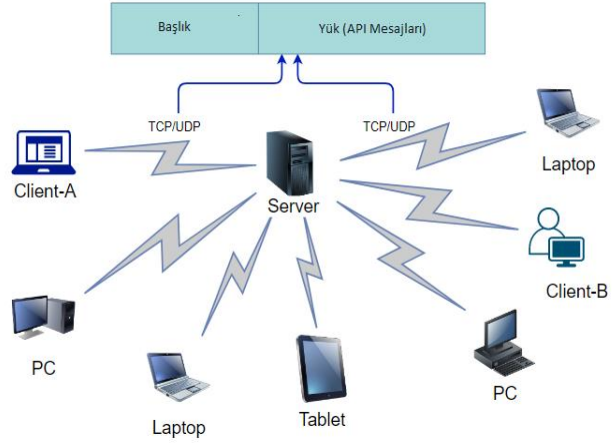 Başlık
Yük (API Mesajları)
TCP/UDP
TCP/UDP
Client-A
Server
Laptop
Client-B
PC
Laptop
Tablet
PC